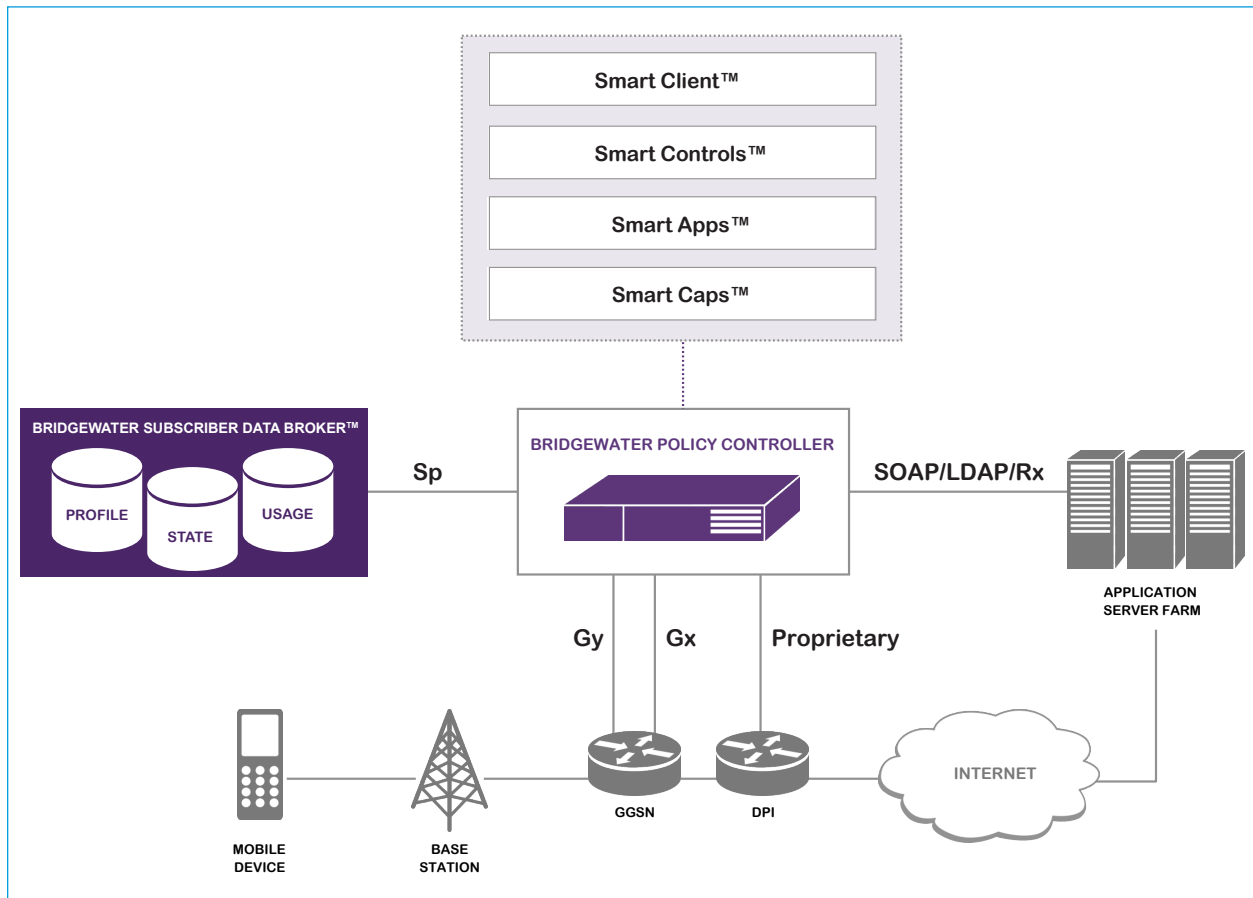 Smart Client™
Smart Controls™
Smart Apps™
Smart Caps™
BRIDGEWATER SUBSCRIBER DATA BROKER™
PROFILE
STATE
USAGE
Sp
BRIDGEWATER POLICY CONTROLLER
SOAP/LDAP/Rx
APPLICATION
SERVER FARM
Gy
Gx
Proprietary
MOBILE
DEVICE
BASE
STATION
GGSN
DPI
INTERNET